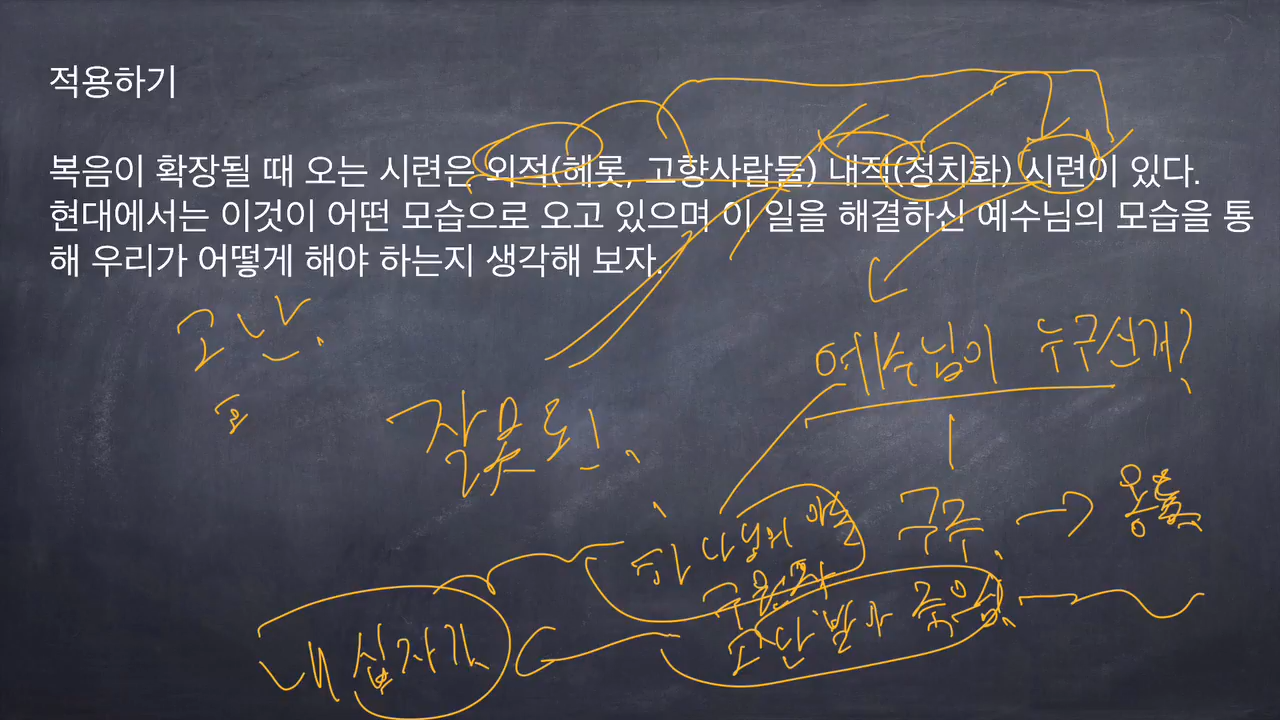 적용하기
복음이 확장될 때 오는 시련은 외적(헤롯, 고향사람들) 내적(정치화) 시련이 있다.
현대에서는 이것이 어떤 모습으로 오고 있으며 이 일을 해결하신 예수님의 모습을 통
해 우리가 어떻게 해야 하는지 생각해 보자.
고난.
예수님이 누구신가?
잘못된.
하나님의 아들 구주.
구원자
고난 받아 죽음
내 십자가